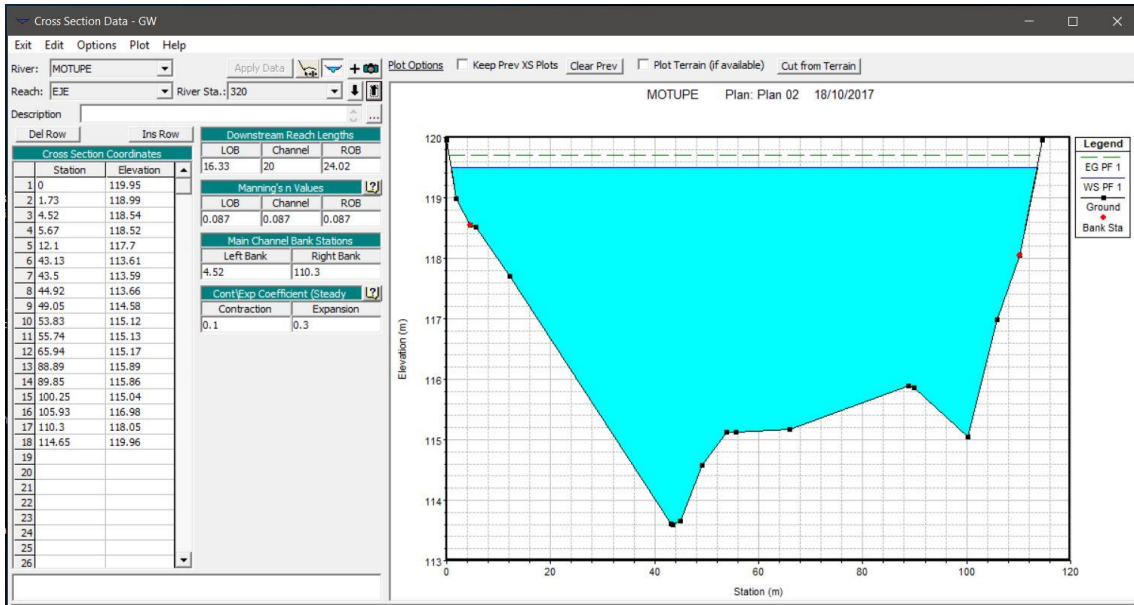 Cross Section Data - GW
Exit Edit Options Plot Help
River: MOTUPE Apply Data
Reach: EJE River Sta.: 320
Description ...
Del Row Ins Row
Cross Section Coordinates
Station Elevation
1 0 119.95
2 1.73 118.99
3 4.52 118.54
4 5.67 118.52
5 12.1 117.7
6 43.13 113.61
7 43.5 113.59
8 44.92 113.66
9 49.05 114.58
10 53.83 115.12
11 55.74 115.13
12 65.94 115.17
13 88.89 115.89
14 89.85 115.86
15 100.25 115.04
16 105.93 116.98
17 110.3 118.05
18 114.65 119.96
19
20
21
22
23
24
25
26
Downstream Reach Lengths
LOB Channel ROB
16.33 20 24.02
Manning's n Values ?
LOB Channel ROB
0.087 0.087 0.087
Main Channel Bank Stations
Left Bank Right Bank
4.52 110.3
Cont\Exp Coefficient (Steady ?
Contraction Expansion
0.1 0.3
Plot Options Keep Prev XS Plots Clear Prev Plot Terrain (if available) Cut from Terrain
MOTUPE Plan: Plan 02 18/10/2017
Elevation (m)
120
119
118
117
116
115
114
113
0 20 40 60 80 100 120
Station (m)
Legend
EG PF 1
WS PF 1
Ground
Bank Sta